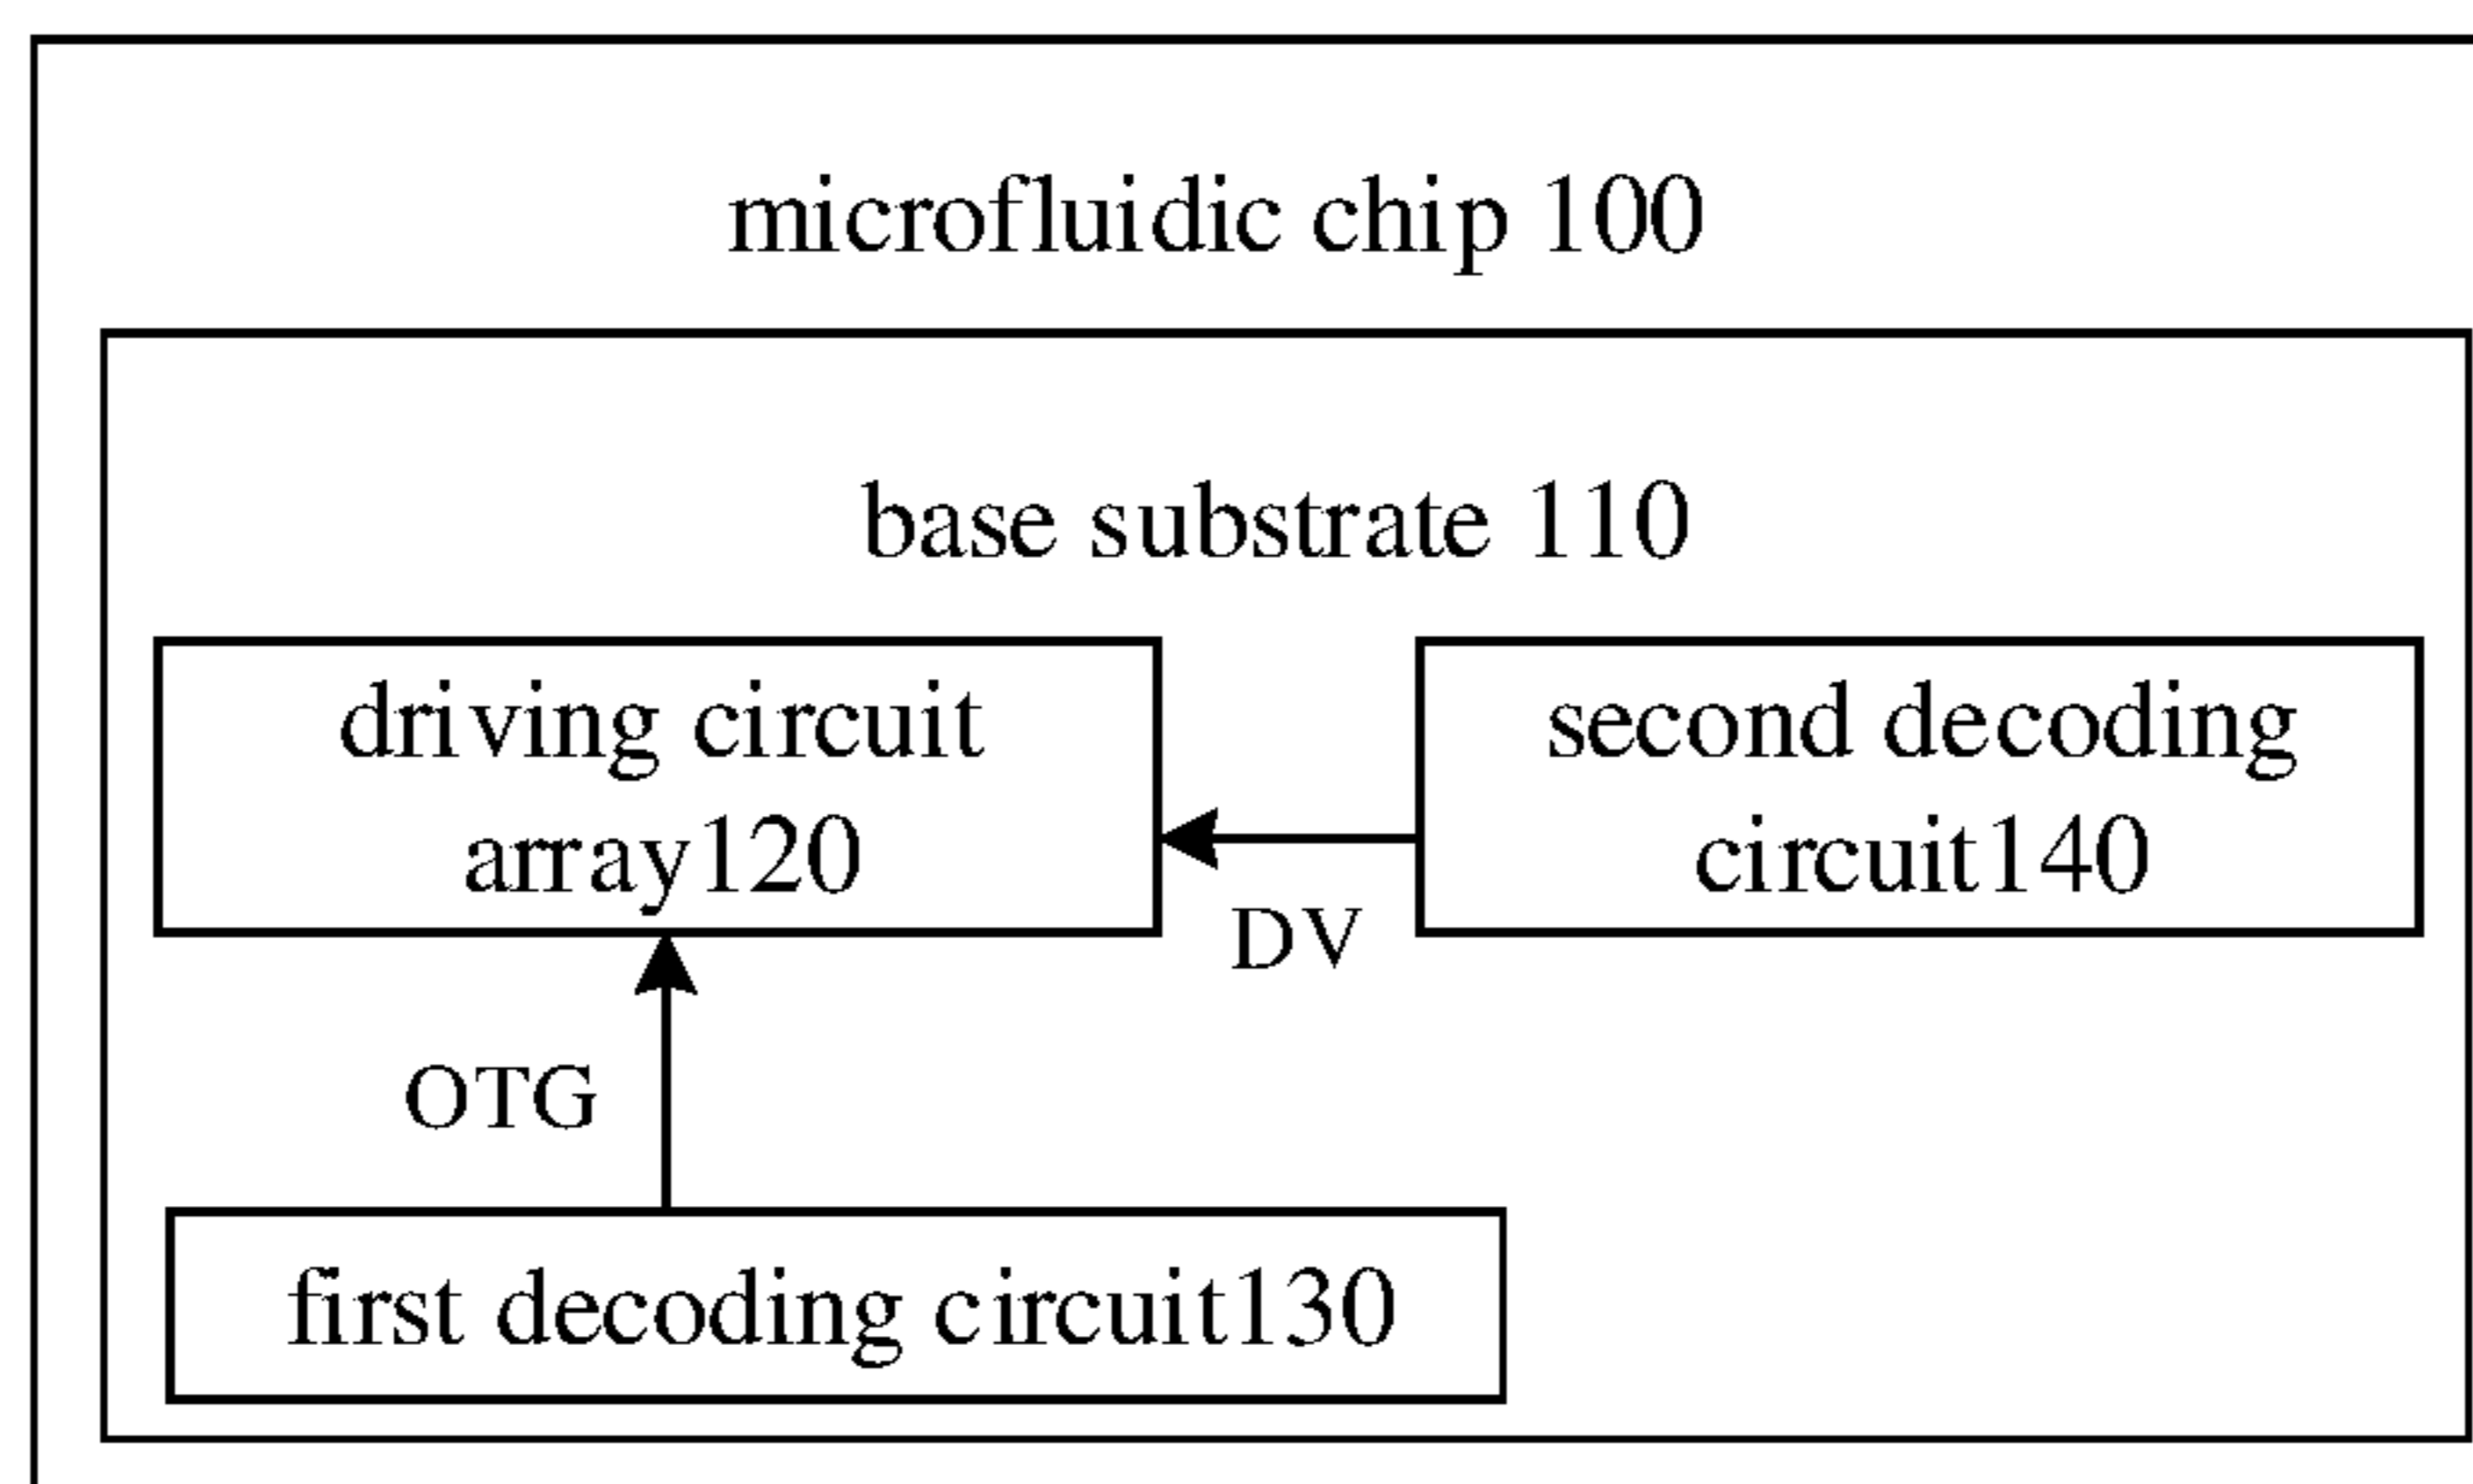 microfluidic chip 100
base substrate 110
driving circuit
array120
second decoding
circuit140
DV
OTG
first decoding circuit130